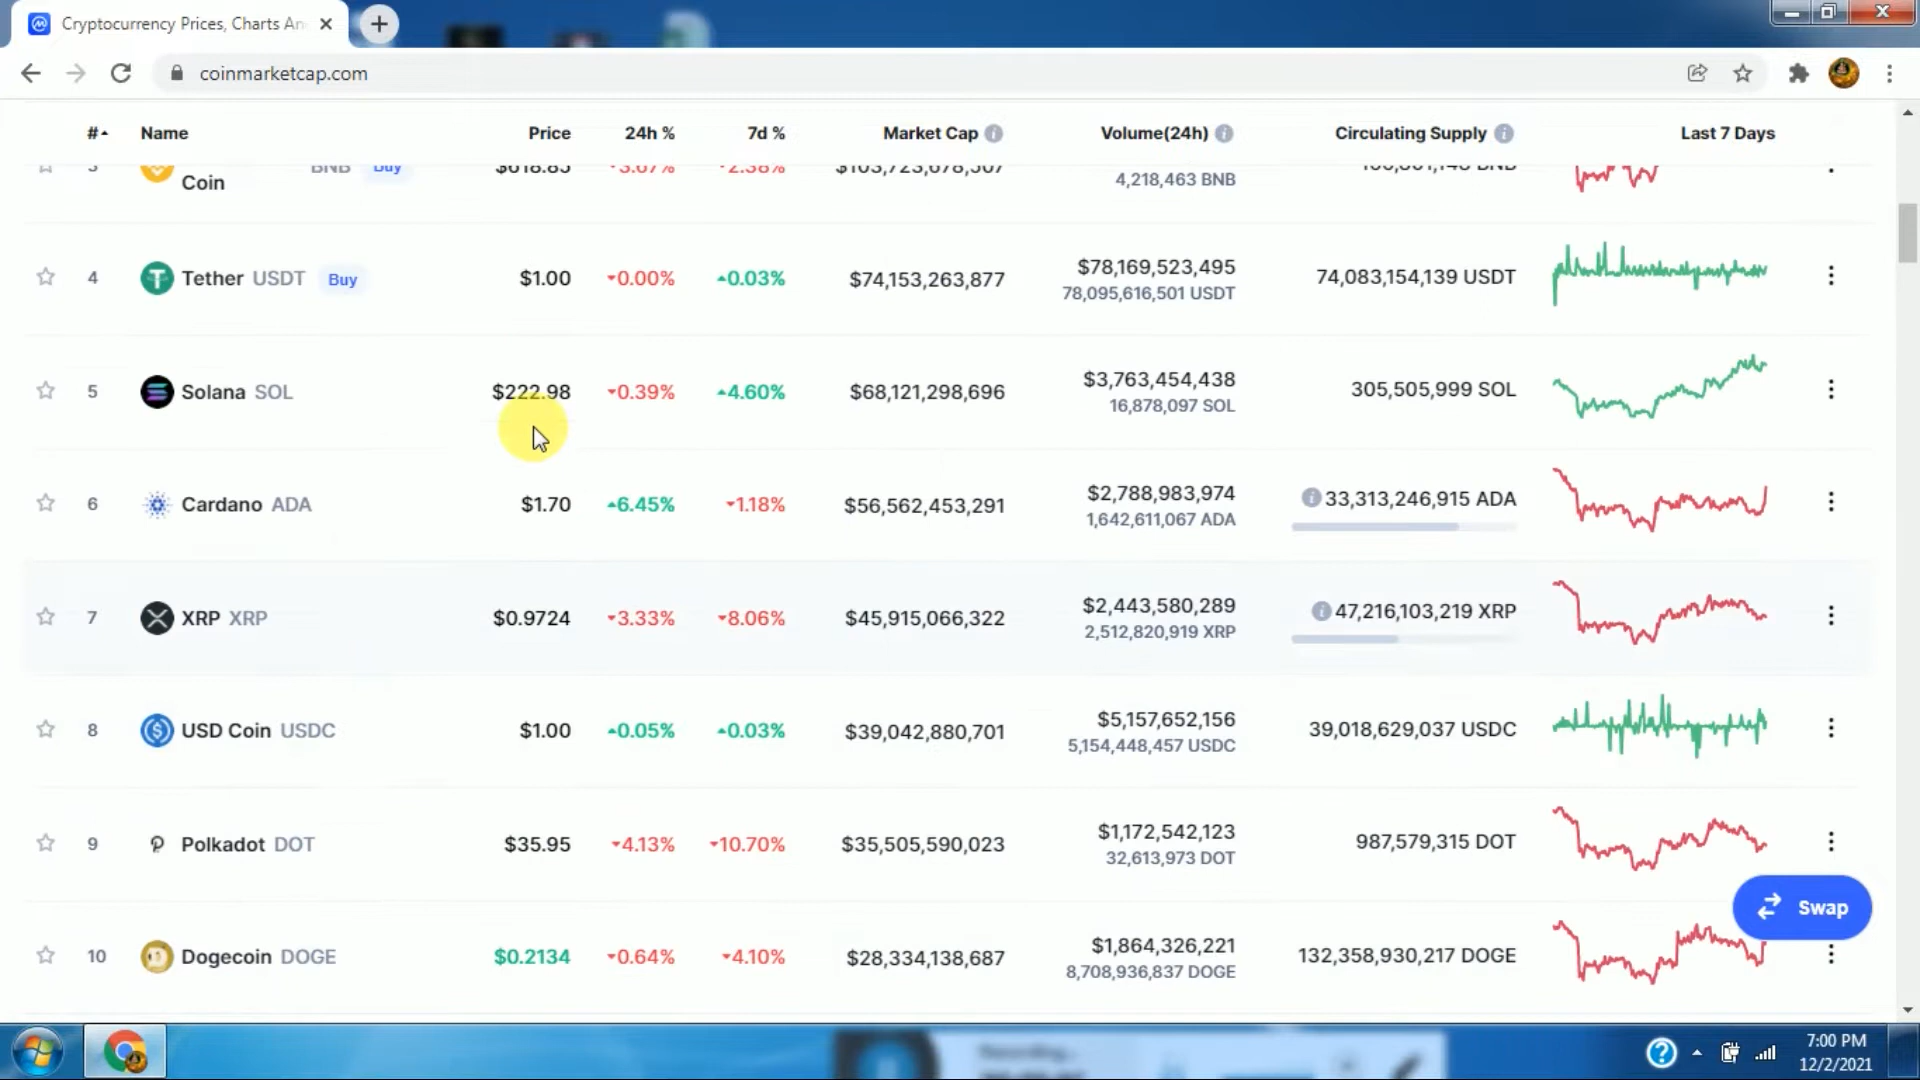 Cryptocurrency Prices, Charts An
coinmarketcap.com
# Name Price 24h % 7d % Market Cap Volume(24h) Circulating Supply Last 7 Days
Coin BNB Buy $618.85 3.67% 2.38% 4,218,463 BNB
4 Tether USDT Buy $1.00 0.00% 0.03% $74,153,263,877 $78,169,523,495 74,083,154,139 USDT
78,095,616,501 USDT
5 Solana SOL $222.98 0.39% 4.60% $68,121,298,696 $3,763,454,438 305,505,999 SOL
16,878,097 SOL
6 Cardano ADA $1.70 6.45% 1.18% $56,562,453,291 $2,788,983,974 33,313,246,915 ADA
1,642,611,067 ADA
7 XRP XRP $0.9724 3.33% 8.06% $45,915,066,322 $2,443,580,289 47,216,103,219 XRP
2,512,820,919 XRP
8 USD Coin USDC $1.00 0.05% 0.03% $39,042,880,701 $5,157,652,156 39,018,629,037 USDC
5,154,448,457 USDC
9 Polkadot DOT $35.95 4.13% 10.70% $35,505,590,023 $1,172,542,123 987,579,315 DOT
32,613,973 DOT
Swap
10 Dogecoin DOGE $0.2134 0.64% 4.10% $28,334,138,687 $1,864,326,221 132,358,930,217 DOGE
8,708,936,837 DOGE
7:00 PM
12/2/2021